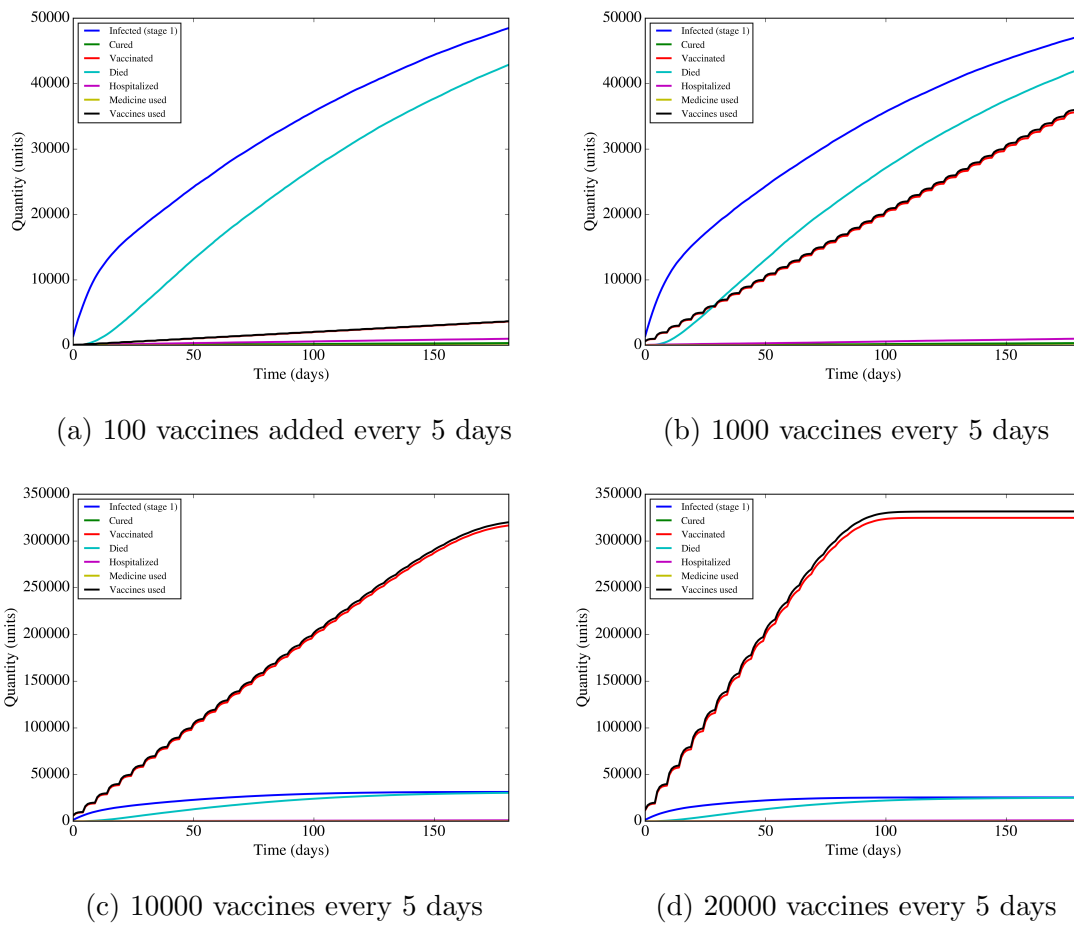 50000
40000
30000
20000
10000
0
Quantity (units)
Infected (stage 1)
Cured
Vaccinated
Died
Hospitalized
Medicine used
Vaccines used
0 50 100 150
Time (days)
(a) 100 vaccines added every 5 days
50000
40000
30000
20000
10000
0
Quantity (units)
Infected (stage 1)
Cured
Vaccinated
Died
Hospitalized
Medicine used
Vaccines used
0 50 100 150
Time (days)
(b) 1000 vaccines every 5 days
350000
300000
250000
200000
150000
100000
50000
0
Quantity (units)
Infected (stage 1)
Cured
Vaccinated
Died
Hospitalized
Medicine used
Vaccines used
0 50 100 150
Time (days)
(c) 10000 vaccines every 5 days
350000
300000
250000
200000
150000
100000
50000
0
Quantity (units)
Infected (stage 1)
Cured
Vaccinated
Died
Hospitalized
Medicine used
Vaccines used
0 50 100 150
Time (days)
(d) 20000 vaccines every 5 days